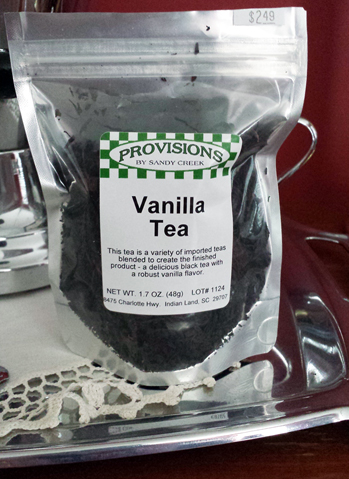 $2.49
PROVISIONS
BY SANDY CREEK
Vanilla
Tea
This tea is a variety of imported teas
blended to create the finished
product - a delicious black tea with
a robust vanilla flavor.
NET WT. 1.7 OZ. (48g) LOT# 1124
8475 Charlotte Hwy. Indian Land, SC 29707